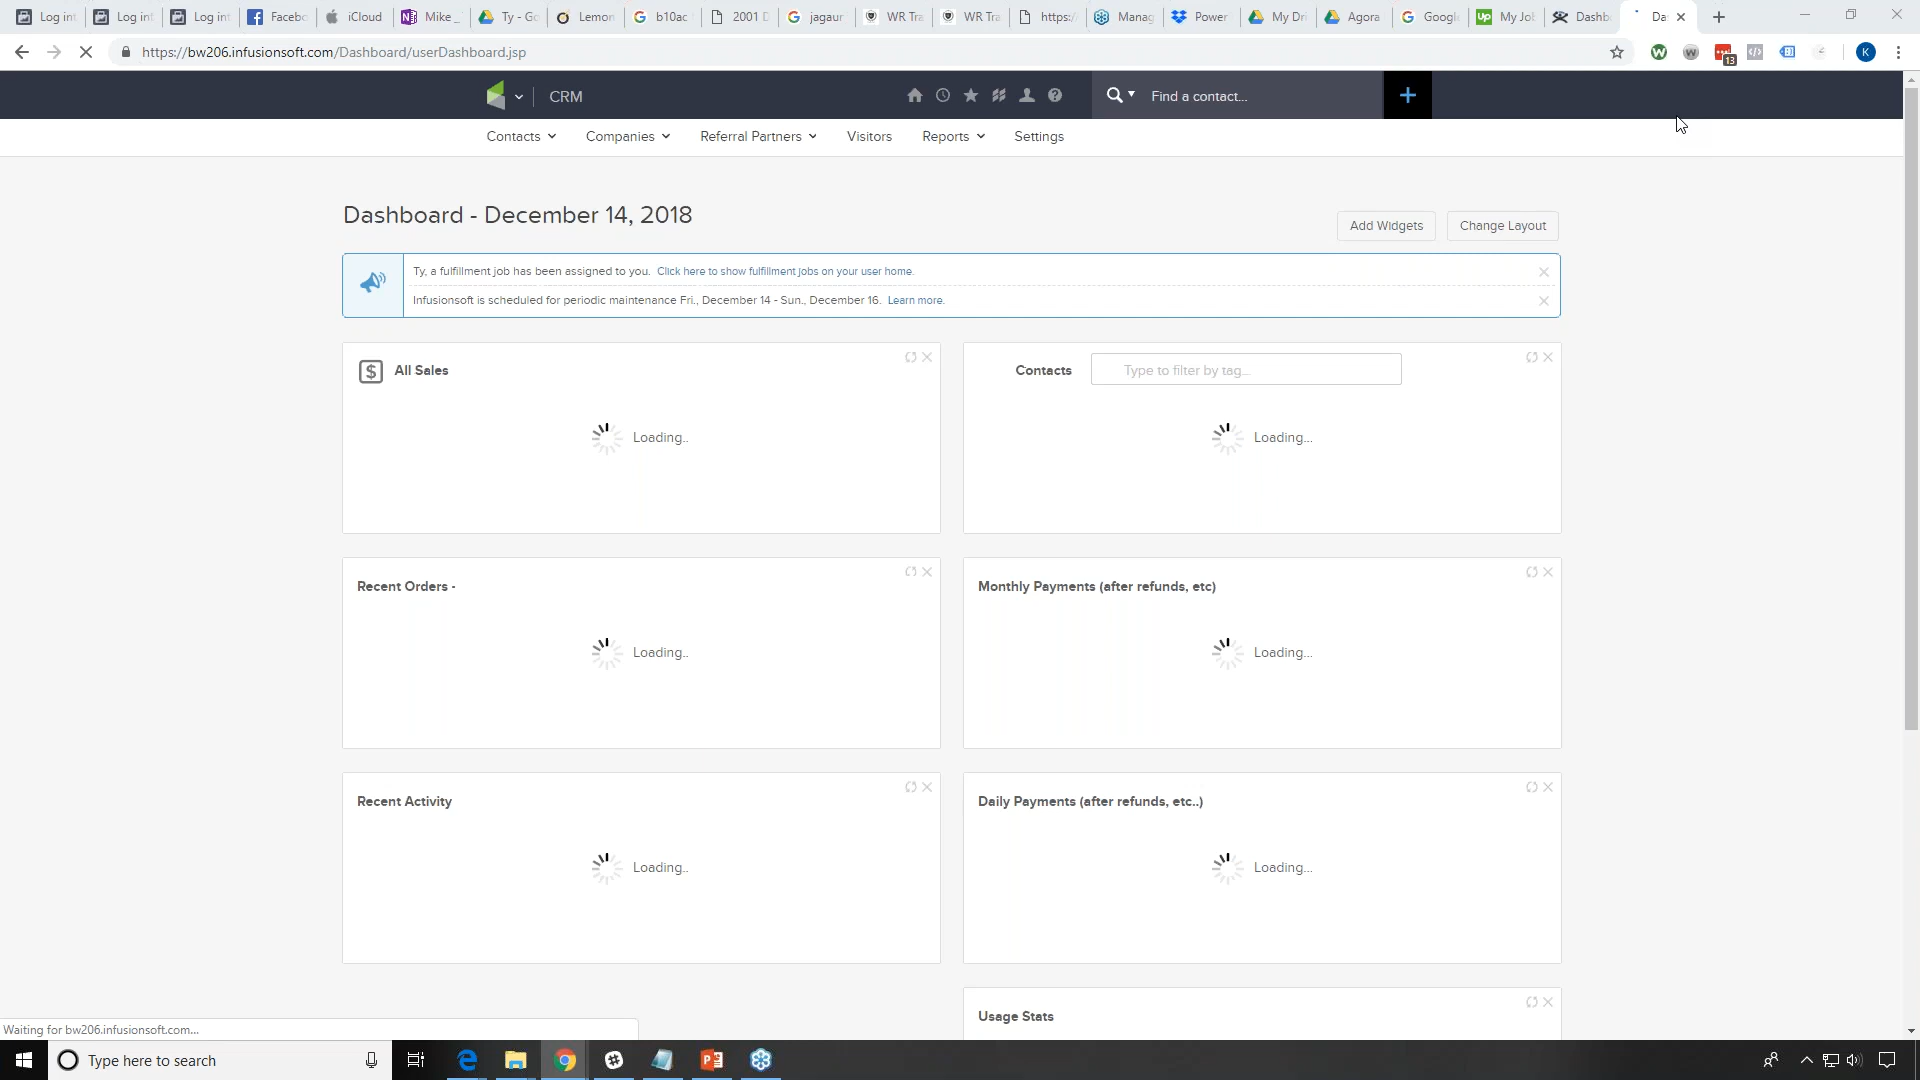 Log in
Log in
Log in
Facebo
iCloud
Mike _
Ty - Go
Lemon
b10ac
2001 D
jagaur
WR Tra
WR Tra
https:/
Manag
Power
My Dri
Agora
Google
My Job
Dashb
Da
https://bw206.infusionsoft.com/Dashboard/userDashboard.jsp
13
K
CRM
Find a contact...
Contacts
Companies
Referral Partners
Visitors
Reports
Settings
Dashboard - December 14, 2018
Add Widgets
Change Layout
Ty, a fulfillment job has been assigned to you. Click here to show fulfillment jobs on your user home.
Infusionsoft is scheduled for periodic maintenance Fri., December 14 - Sun., December 16. Learn more.
All Sales
Loading..
Contacts
Type to filter by tag...
Loading...
Recent Orders -
Loading..
Monthly Payments (after refunds, etc)
Loading...
Recent Activity
Loading..
Daily Payments (after refunds, etc..)
Loading...
Usage Stats
Waiting for bw206.infusionsoft.com...
Type here to search